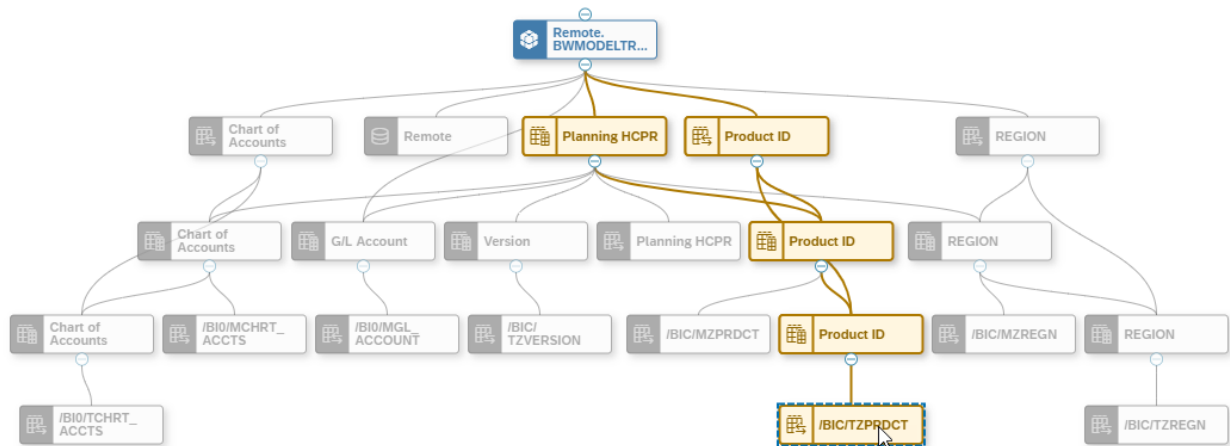 Remote.
BWMODELTR...
Chart of
Accounts
Remote
Planning HCPR
Product ID
REGION
Chart of
Accounts
G/L Account
Version
Planning HCPR
Product ID
REGION
Chart of
Accounts
/BI0/MCHRT_
ACCTS
/BI0/MGL_
ACCOUNT
/BIC/
TZVERSION
/BIC/MZPRDCT
Product ID
/BIC/MZREGN
REGION
/BI0/TCHRT_
ACCTS
/BIC/TZPRDCT
/BIC/TZREGN